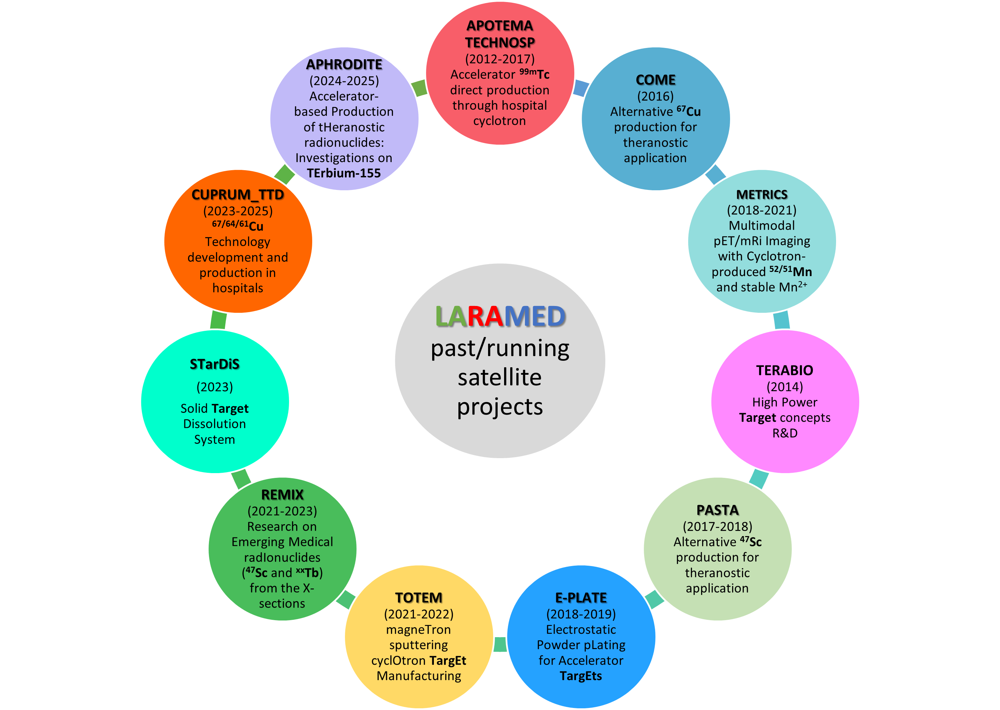 APOTEMA
TECHNOSP
(2012-2017)
Accelerator ⁹⁹ᵐTc
direct production
through hospital
cyclotron
COME
(2016)
Alternative ⁶⁷Cu
production for
theranostic
application
METRICS
(2018-2021)
Multimodal
pET/mRi Imaging
with Cyclotron-
produced ⁵²/⁵¹Mn
and stable Mn²⁺
TERABIO
(2014)
High Power
Target concepts
R&D
PASTA
(2017-2018)
Alternative ⁴⁷Sc
production for
theranostic
application
E-PLATE
(2018-2019)
Electrostatic
Powder pLating
for Accelerator
TargEts
TOTEM
(2021-2022)
magneTron
sputtering
cyclOtron TargEt
Manufacturing
REMIX
(2021-2023)
Research on
Emerging Medical
radIonuclides
(⁴⁷Sc and ˣˣTb)
from the X-
sections
STarDiS
(2023)
Solid Target
Dissolution
System
CUPRUM_TTD
(2023-2025)
⁶⁷/⁶⁴/⁶¹Cu
Technology
development and
production in
hospitals
APHRODITE
(2024-2025)
Accelerator-
based Production
of tHeranostic
radionuclides:
Investigations on
TErbium-155
LARAMED
past/running
satellite
projects